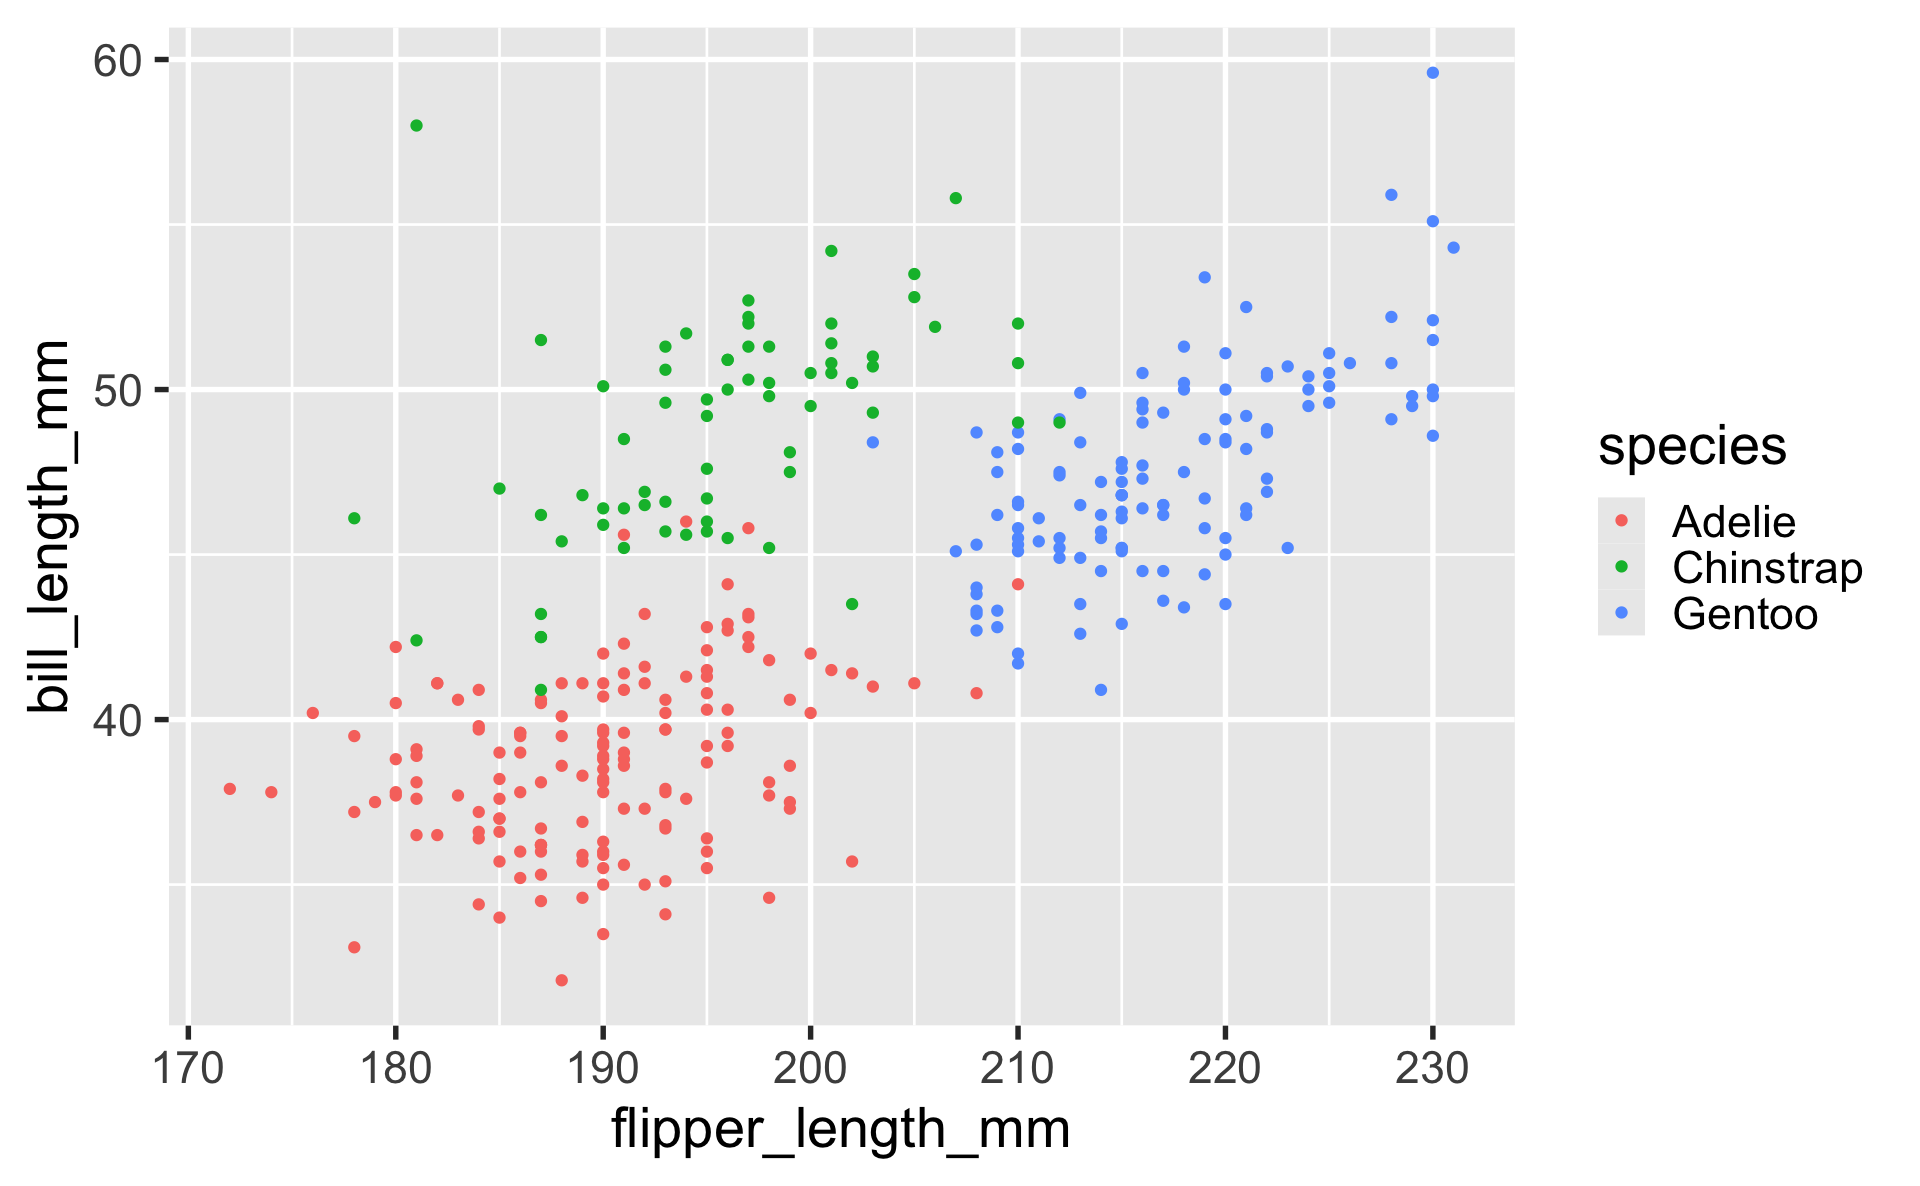 60
50
40
bill_length_mm
170 180 190 200 210 220 230
flipper_length_mm
species
Adelie
Chinstrap
Gentoo